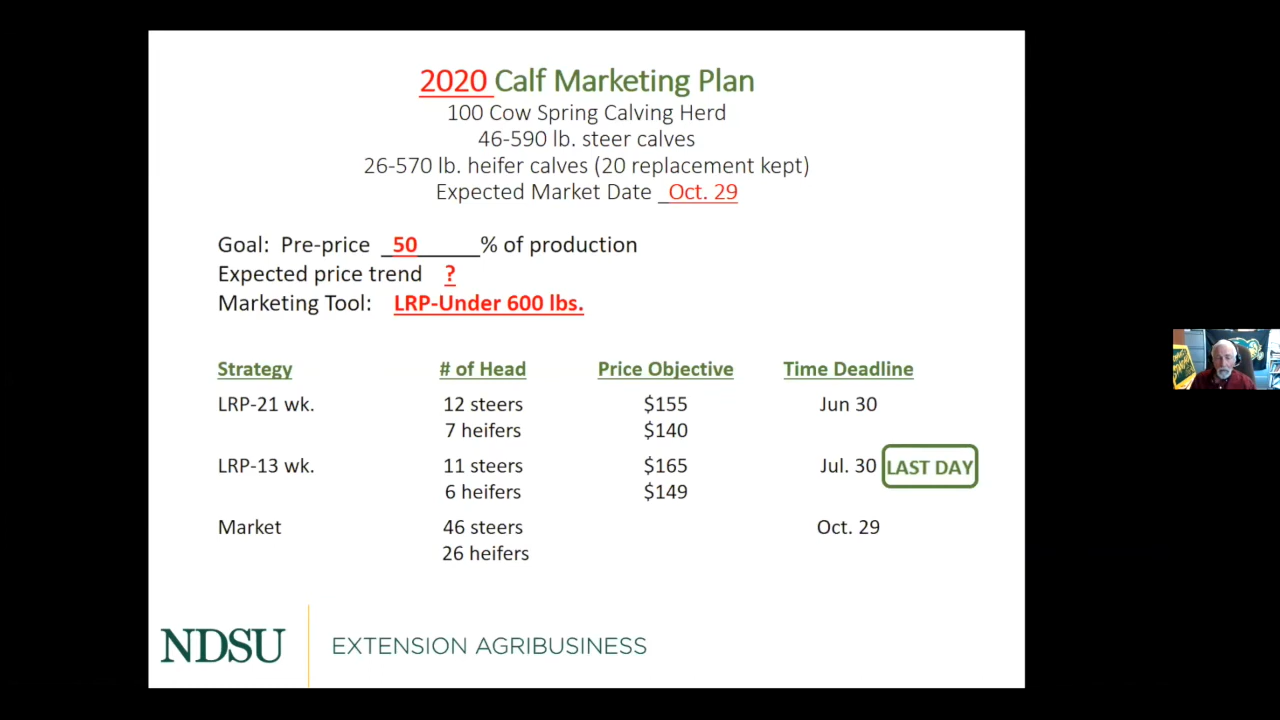 2020 Calf Marketing Plan
100 Cow Spring Calving Herd
46-590 lb. steer calves
26-570 lb. heifer calves (20 replacement kept)
Expected Market Date _Oct. 29
Goal: Pre-price _50_____% of production
Expected price trend ?
Marketing Tool: LRP-Under 600 lbs.
Strategy # of Head Price Objective Time Deadline
LRP-21 wk. 12 steers $155 Jun 30
7 heifers $140
LRP-13 wk. 11 steers $165 Jul. 30 LAST DAY
6 heifers $149
Market 46 steers Oct. 29
26 heifers
NDSU EXTENSION AGRIBUSINESS